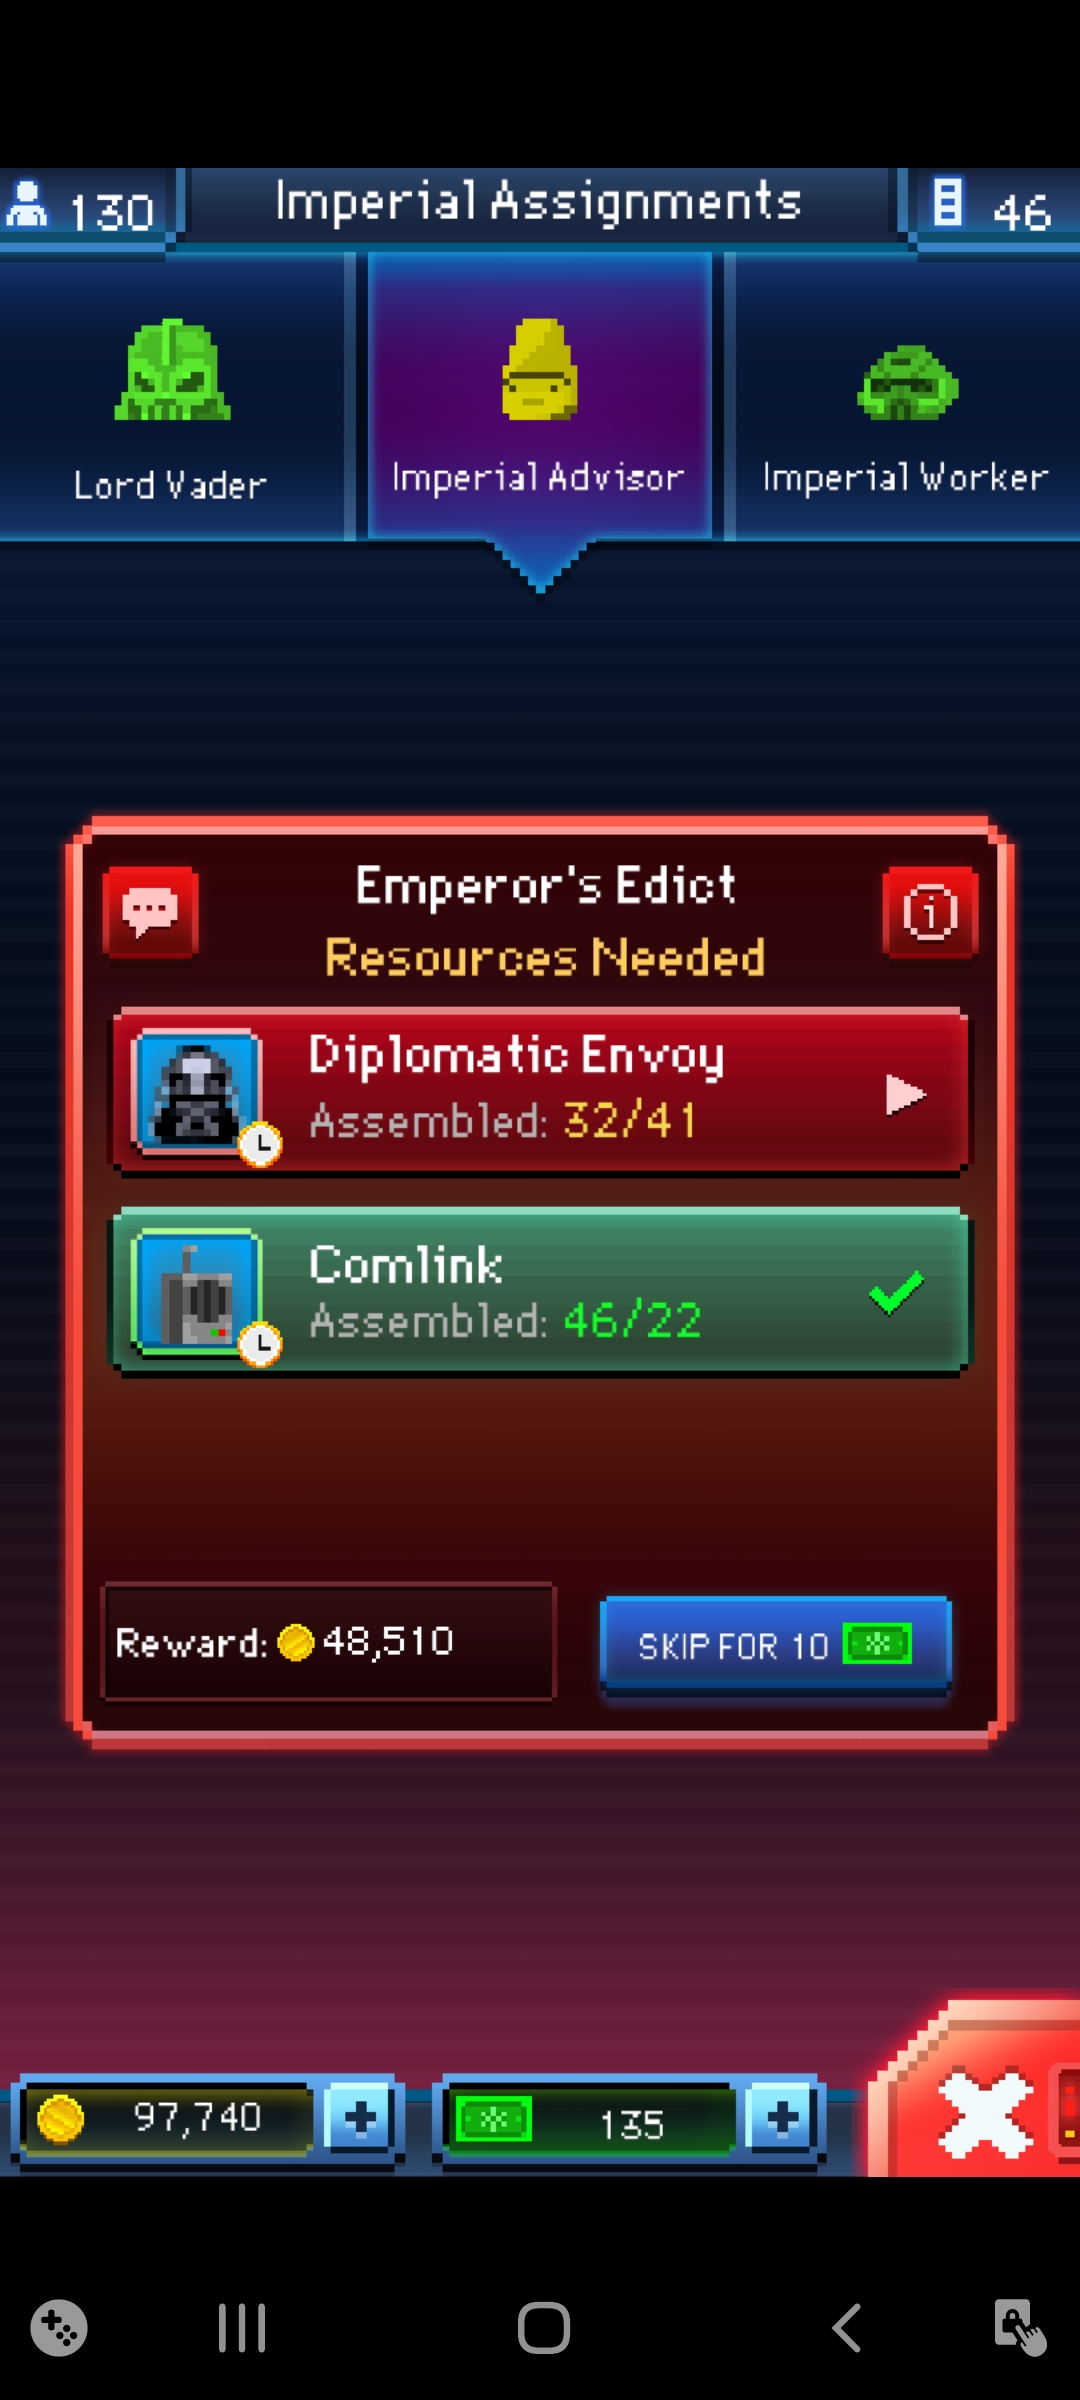 130
Imperial Assignments
46
Lord Vader
Imperial Advisor
Imperial Worker
Emperor's Edict
Resources Needed
Diplomatic Envoy
Assembled: 32/41
Comlink
Assembled: 46/22
Reward: 48,510
SKIP FOR 10
97,740
135